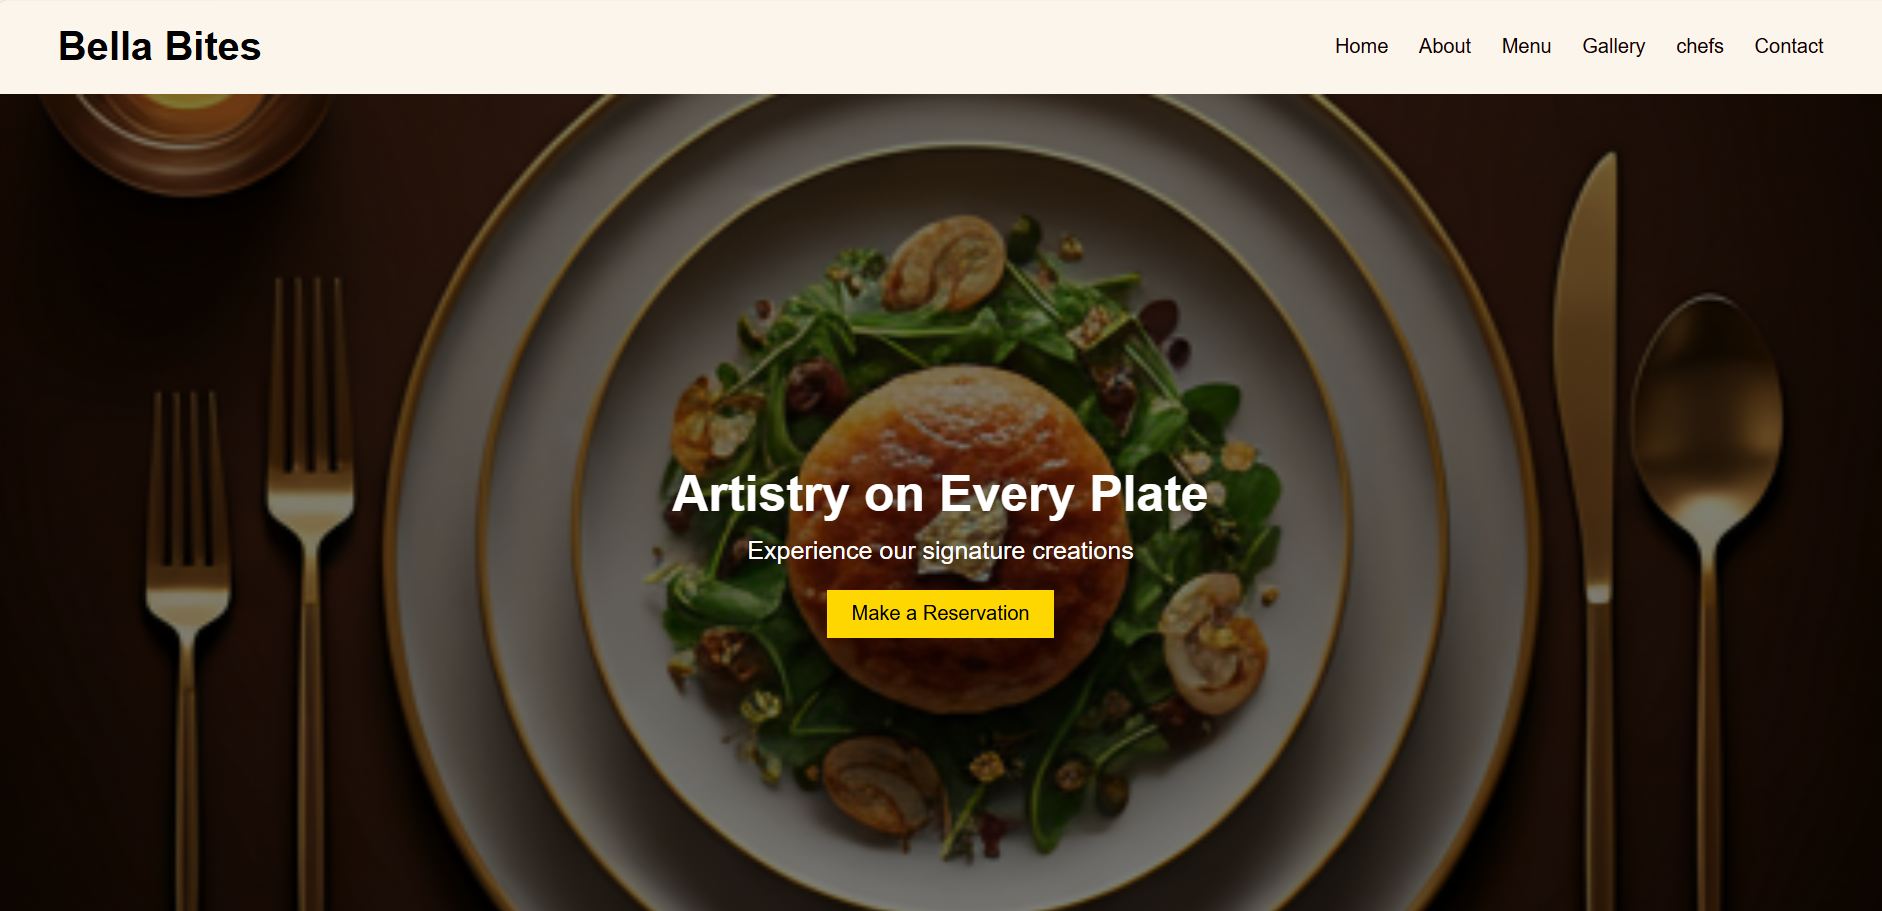 Bella Bites
Home About Menu Gallery chefs Contact
Artistry on Every Plate
Experience our signature creations
Make a Reservation